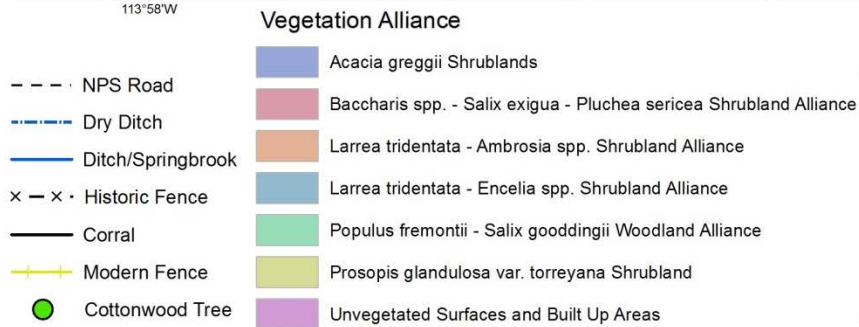 113°58'W
Vegetation Alliance
NPS Road
Dry Ditch
Ditch/Springbrook
Historic Fence
Corral
Modern Fence
Cottonwood Tree
Acacia greggii Shrublands
Baccharis spp. - Salix exigua - Pluchea sericea Shrubland Alliance
Larrea tridentata - Ambrosia spp. Shrubland Alliance
Larrea tridentata - Encelia spp. Shrubland Alliance
Populus fremontii - Salix gooddingii Woodland Alliance
Prosopis glandulosa var. torreyana Shrubland
Unvegetated Surfaces and Built Up Areas